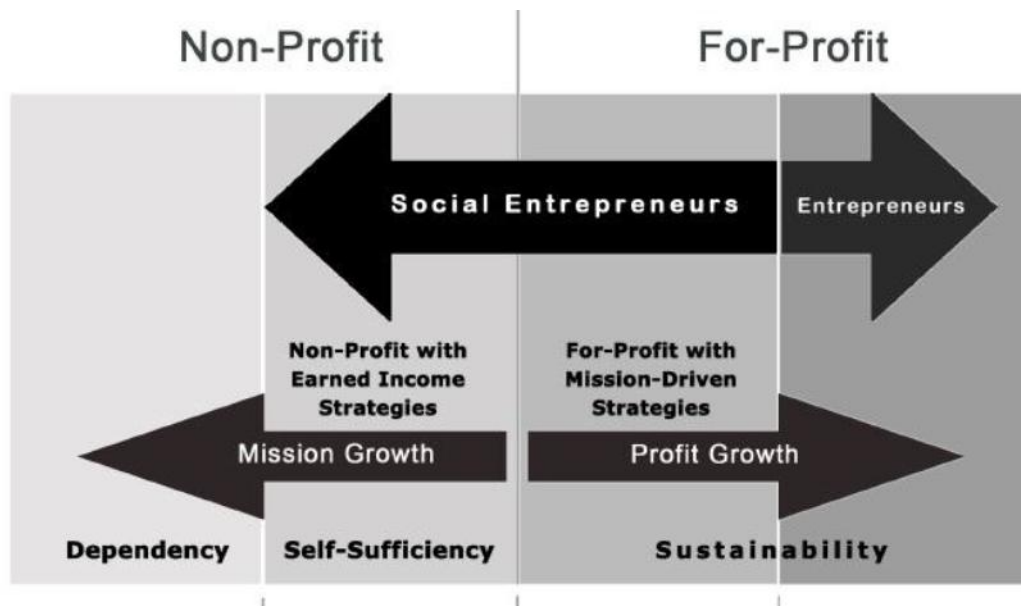 Non-Profit
For-Profit
Social Entrepreneurs
Entrepreneurs
Non-Profit with
Earned Income
Strategies
For-Profit with
Mission-Driven
Strategies
Mission Growth
Profit Growth
Dependency
Self-Sufficiency
Sustainability